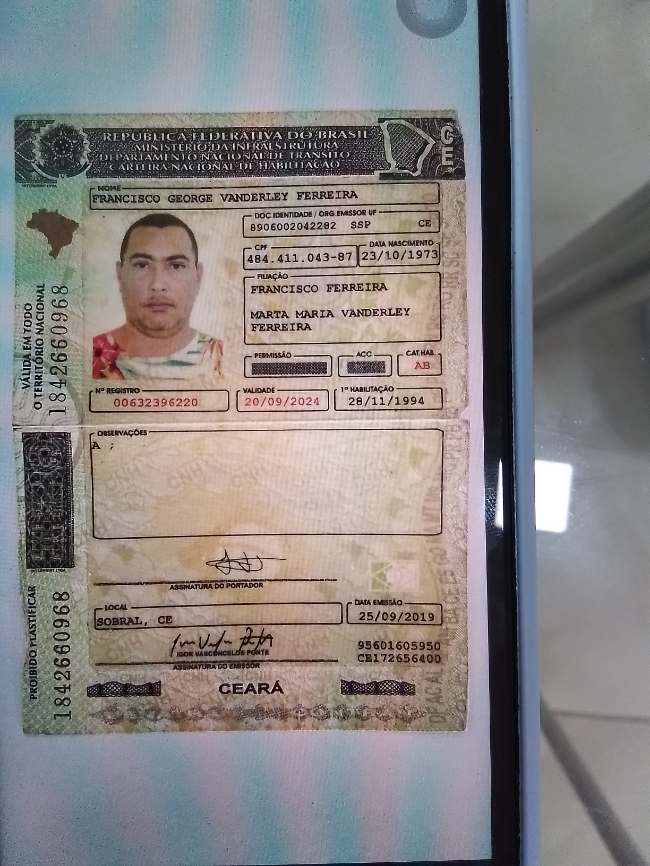 REPÚBLICA FEDERATIVA DO BRASIL
MINISTÉRIO DA INFRAESTRUTURA
DEPARTAMENTO NACIONAL DE TRÂNSITO
CARTEIRA NACIONAL DE HABILITAÇÃO
CE
NOME
FRANCISCO GEORGE VANDERLEY FERREIRA
DOC. IDENTIDADE / ORG. EMISSOR UF
8906002042282 SSP CE
CPF
484.411.043-87
DATA NASCIMENTO
23/10/1973
FILIAÇÃO
FRANCISCO FERREIRA
MARTA MARIA VANDERLEY
FERREIRA
PERMISSÃO
ACC
CAT. HAB.
AB
Nº REGISTRO
00632396220
VALIDADE
20/09/2024
1ª HABILITAÇÃO
28/11/1994
VÁLIDA EM TODO
O TERRITÓRIO NACIONAL
1842660968
OBSERVAÇÕES
A ;
ASSINATURA DO PORTADOR
LOCAL
SOBRAL, CE
DATA EMISSÃO
25/09/2019
IGOR VASCONCELOS PONTE
ASSINATURA DO EMISSOR
95601605950
CE172656400
CEARÁ
PROIBIDO PLASTIFICAR
1842660968